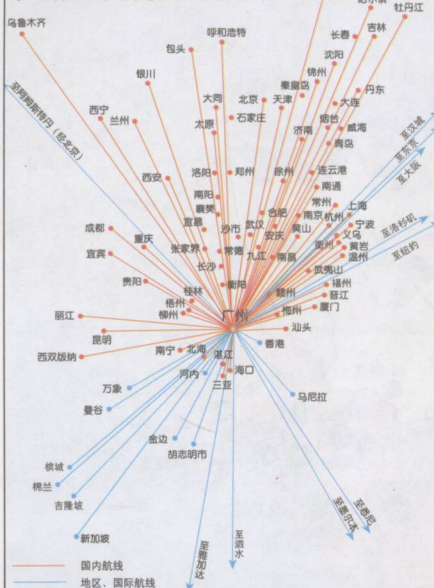 哈尔滨
牡丹江
乌鲁木齐
呼和浩特
长春
吉林
包头
沈阳
银川
锦州
秦皇岛
丹东
大同
北京
天津
大连
西宁
兰州
石家庄
烟台
威海
太原
济南
青岛
至汉城
至东京
至大阪
至阿姆斯特丹（经北京）
西安
洛阳
郑州
徐州
连云港
南阳
南通
襄樊
合肥
常州
上海
成都
宜昌
沙市
武汉
南京
杭州
宁波
至洛杉矶
重庆
安庆
黄山
义乌
衢州
黄岩
至纽约
宜宾
张家界
常德
九江
南昌
温州
长沙
武夷山
贵阳
桂林
衡阳
赣州
福州
晋江
梧州
柳州
广州
梅州
厦门
丽江
汕头
昆明
香港
西双版纳
南宁
北海
湛江
河内
海口
三亚
万象
马尼拉
曼谷
金边
胡志明市
槟城
棉兰
吉隆坡
至墨尔本
至悉尼
新加坡
至雅加达
至泗水
国内航线
地区、国际航线